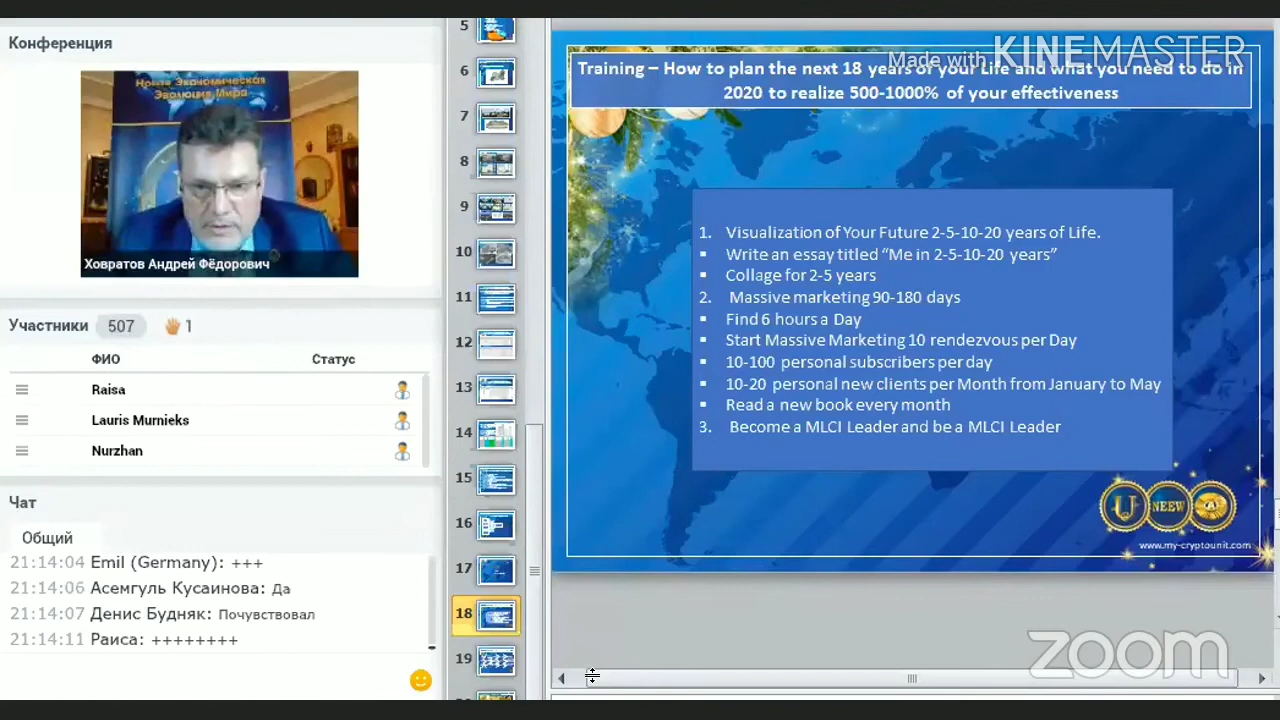 Конференция
Новая Экономическая
Эволюция Мира
Ховратов Андрей Фёдорович
Участники 507 1
ФИО Статус
Raisa
Lauris Murnieks
Nurzhan
Чат
Общий
21:14:04 Emil (Germany): +++
21:14:06 Асемгуль Кусаинова: Да
21:14:07 Денис Будняк: Почувствовал
21:14:11 Раиса: ++++++++
5
6
7
8
9
10
11
12
13
14
15
16
17
18
19
Made with KINEMASTER
Training – How to plan the next 18 years of your Life and what you need to do in
2020 to realize 500-1000% of your effectiveness
1. Visualization of Your Future 2-5-10-20 years of Life.
▪ Write an essay titled “Me in 2-5-10-20 years”
▪ Collage for 2-5 years
2. Massive marketing 90-180 days
▪ Find 6 hours a Day
▪ Start Massive Marketing 10 rendezvous per Day
▪ 10-100 personal subscribers per day
▪ 10-20 personal new clients per Month from January to May
▪ Read a new book every month
3. Become a MLCI Leader and be a MLCI Leader
U NEEW
www.my-cryptounit.com
zoom